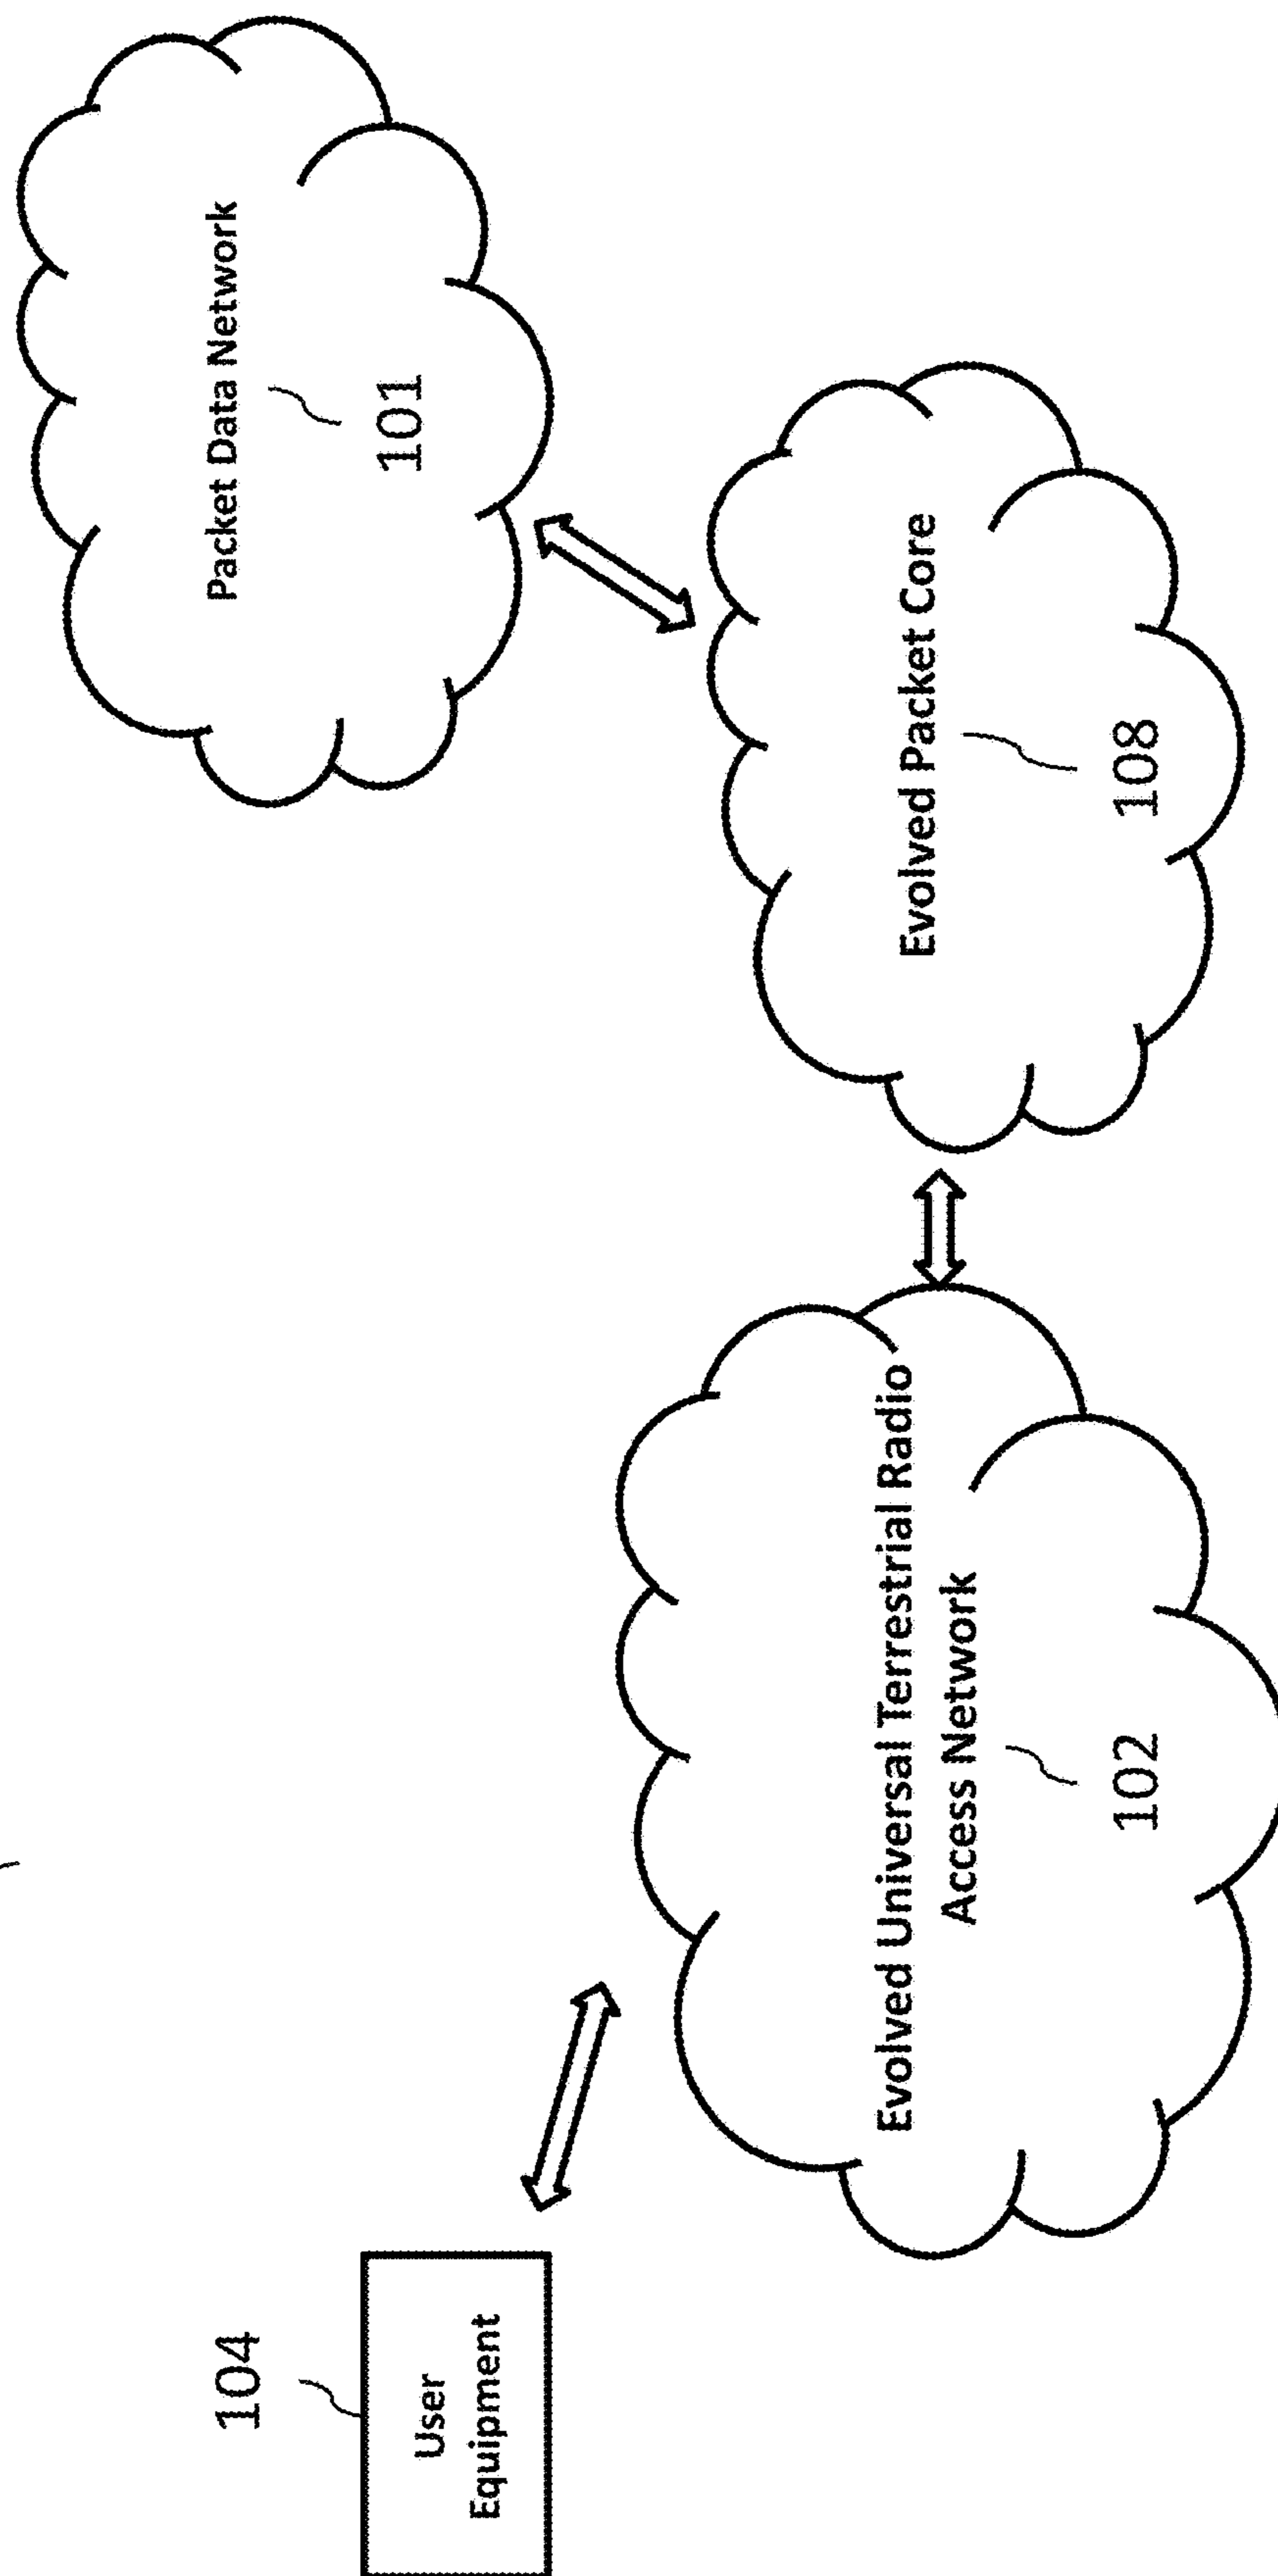 104
User
Equipment
Evolved Universal Terrestrial Radio
Access Network
102
Evolved Packet Core
108
Packet Data Network
101